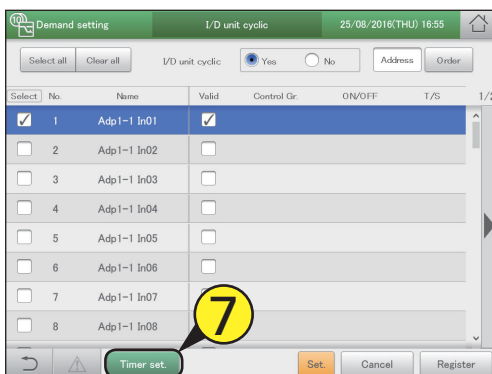 Demand setting I/D unit cyclic 25/08/2016(THU) 16:55
Select all Clear all I/D unit cyclic Yes No Address Order
Select No. Name Valid Control Gr. ON/OFF T/S 1/2
1 Adp1-1 In01
2 Adp1-1 In02
3 Adp1-1 In03
4 Adp1-1 In04
5 Adp1-1 In05
6 Adp1-1 In06
7 Adp1-1 In07
8 Adp1-1 In08
7
Timer set. Set. Cancel Register